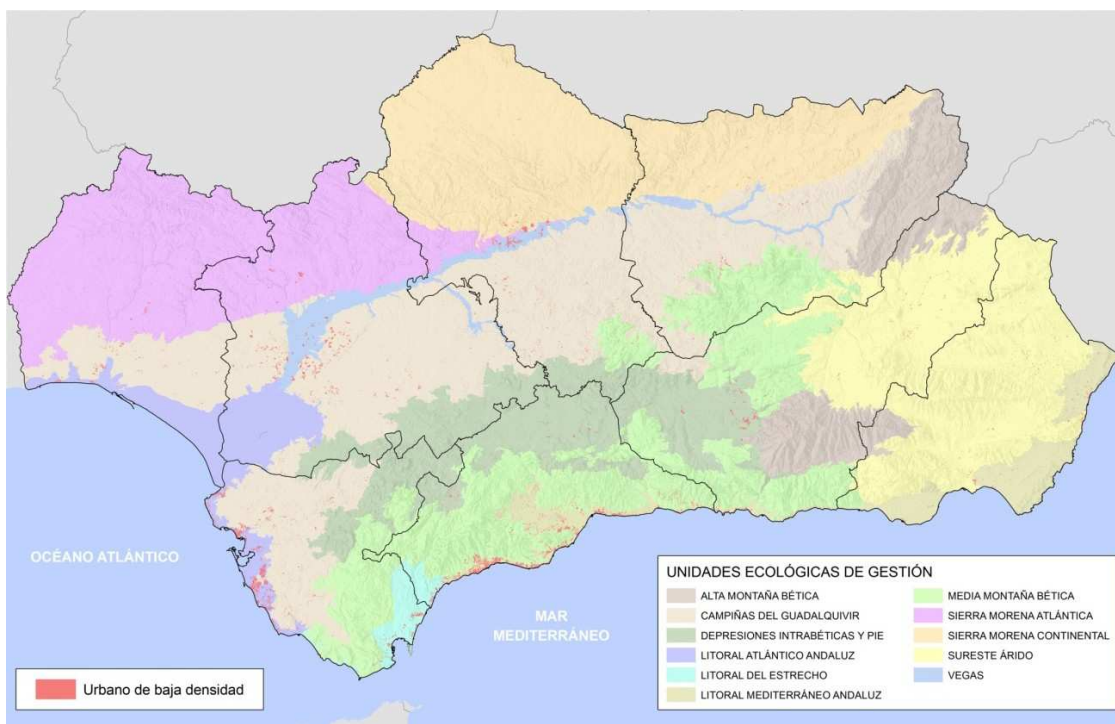 OCÉANO ATLÁNTICO
MAR
MEDITERRÁNEO
Urbano de baja densidad
UNIDADES ECOLÓGICAS DE GESTIÓN
ALTA MONTAÑA BÉTICA
CAMPIÑAS DEL GUADALQUIVIR
DEPRESIONES INTRABÉTICAS Y PIE
LITORAL ATLÁNTICO ANDALUZ
LITORAL DEL ESTRECHO
LITORAL MEDITERRÁNEO ANDALUZ
MEDIA MONTAÑA BÉTICA
SIERRA MORENA ATLÁNTICA
SIERRA MORENA CONTINENTAL
SURESTE ÁRIDO
VEGAS